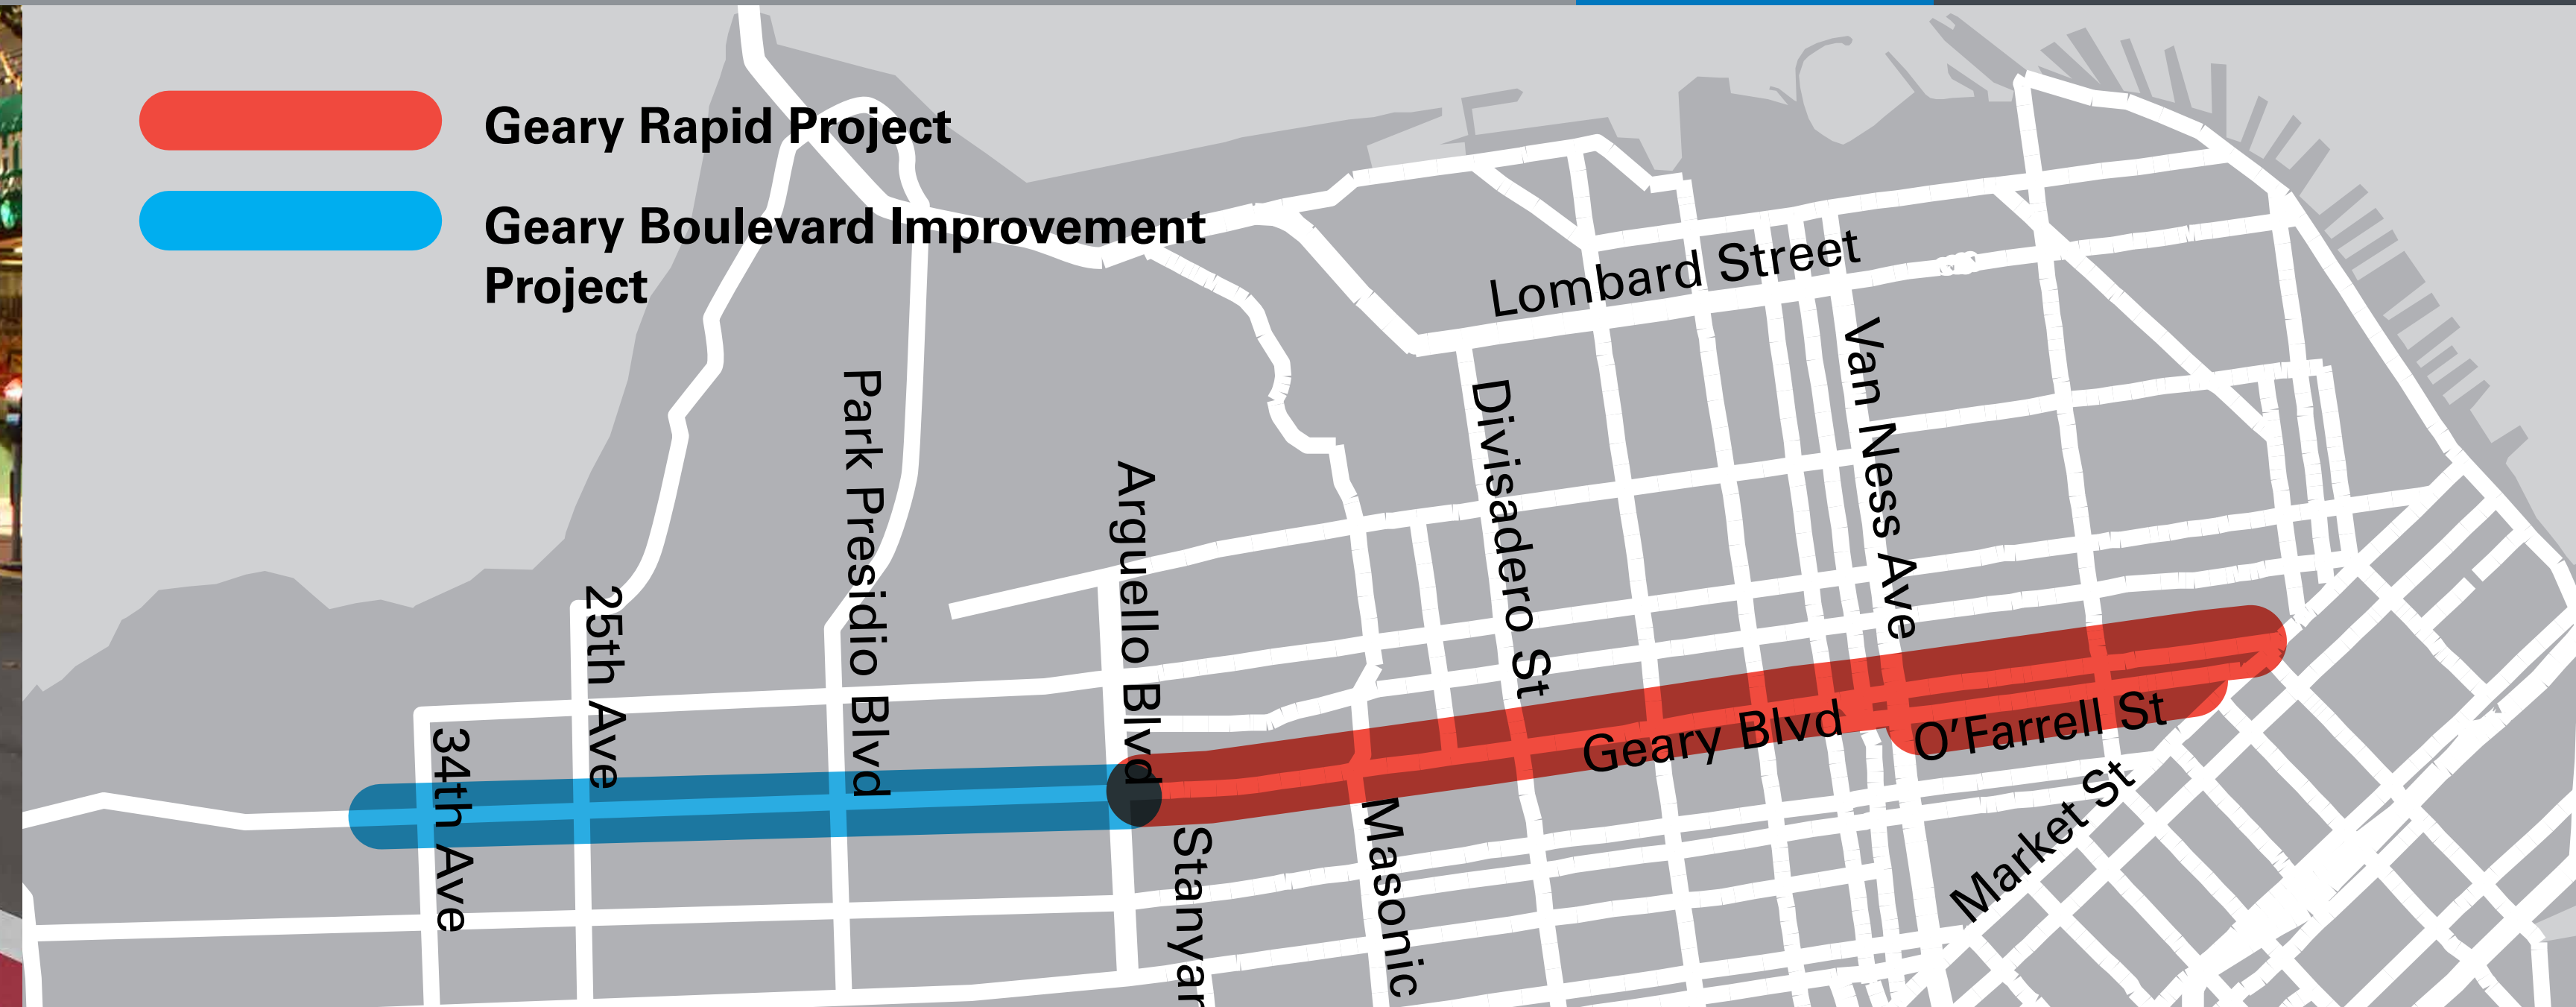 Geary Rapid Project
Geary Boulevard Improvement
Project
Lombard Street
Van Ness Ave
Park Presidio Blvd
Divisadero St
Arguello Blvd
25th Ave
34th Ave
Geary Blvd
O'Farrell St
Market St
Masonic